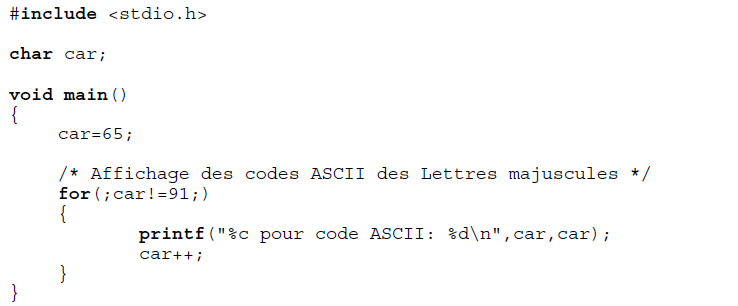 #include <stdio.h>
char car;
void main()
{
car=65;
/* Affichage des codes ASCII des Lettres majuscules */
for(;car!=91;)
{
printf("%c pour code ASCII: %d\n",car,car);
car++;
}
}